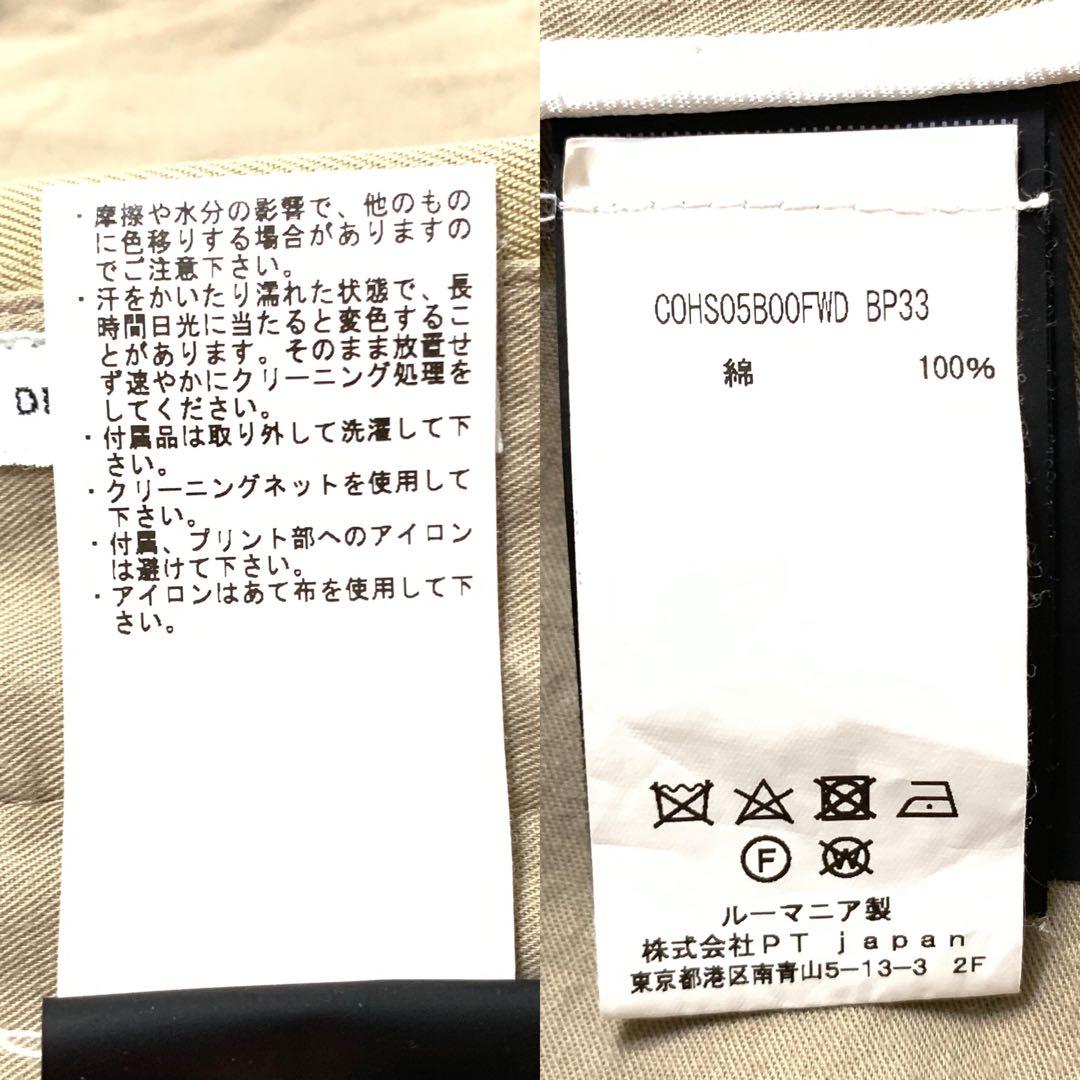 ・摩擦や水分の影響で、他のもの
に色移りする場合がありますの
でご注意下さい。
・汗をかいたり濡れた状態で、長
時間日光に当たると変色するこ
とがあります。そのまま放置せ
ず速やかにクリーニング処理を
してください。
・付属品は取り外して洗濯して下
さい。
・クリーニングネットを使用して
下さい。
・付属、プリント部へのアイロン
は避けて下さい。
・アイロンはあて布を使用して下
さい。
COHS05B00FWD BP33
綿 100%
F W
ルーマニア製
株式会社PT japan
東京都港区南青山5-13-3 2F